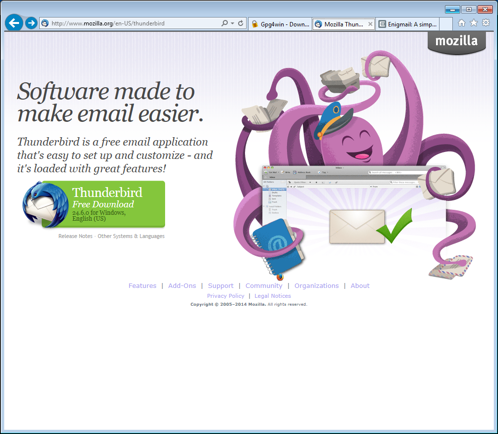 http://www.mozilla.org/en-US/thunderbird
Gpg4win - Down...
Mozilla Thun...
Enigmail: A simp...
mozilla
Software made to
make email easier.
Thunderbird is a free email application
that's easy to set up and customize - and
it's loaded with great features!
Thunderbird
Free Download
24.6.0 for Windows,
English (US)
Release Notes · Other Systems & Languages
Features | Add-Ons | Support | Community | Organizations | About
Privacy Policy | Legal Notices
Copyright © 2005–2014 Mozilla. All rights reserved.